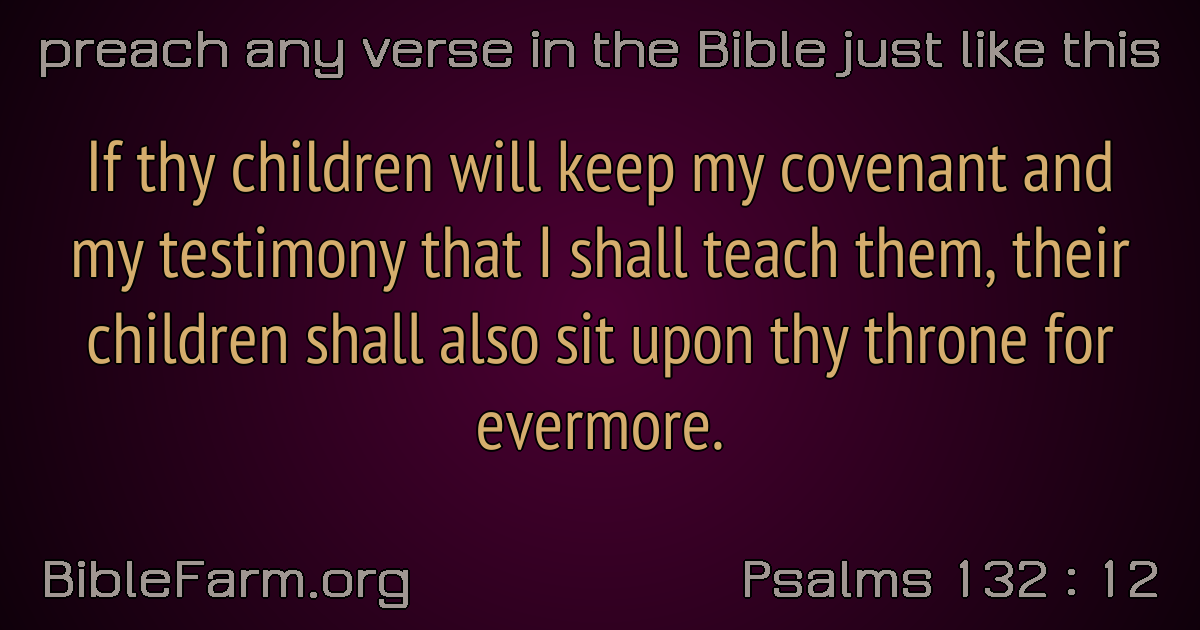 preach any verse in the Bible just like this
If thy children will keep my covenant and
my testimony that I shall teach them, their
children shall also sit upon thy throne for
evermore.
BibleFarm.org
Psalms 132 : 12